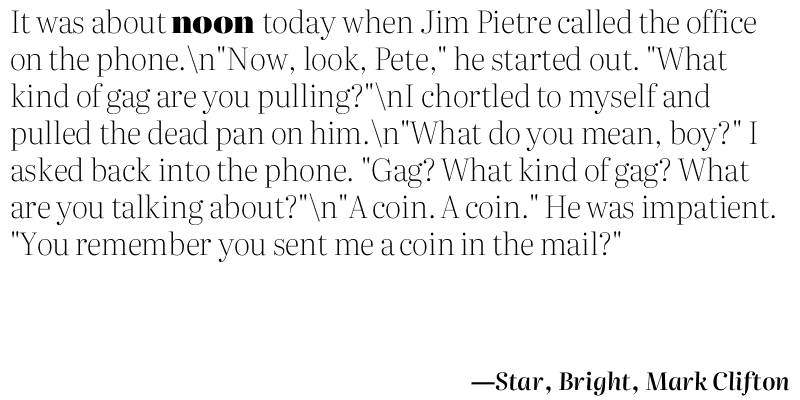 It was about noon today when Jim Pietre called the office
on the phone.\n"Now, look, Pete," he started out. "What
kind of gag are you pulling?"\nI chortled to myself and
pulled the dead pan on him.\n"What do you mean, boy?" I
asked back into the phone. "Gag? What kind of gag? What
are you talking about?"\n"A coin. A coin." He was impatient.
"You remember you sent me a coin in the mail?"
—Star, Bright, Mark Clifton